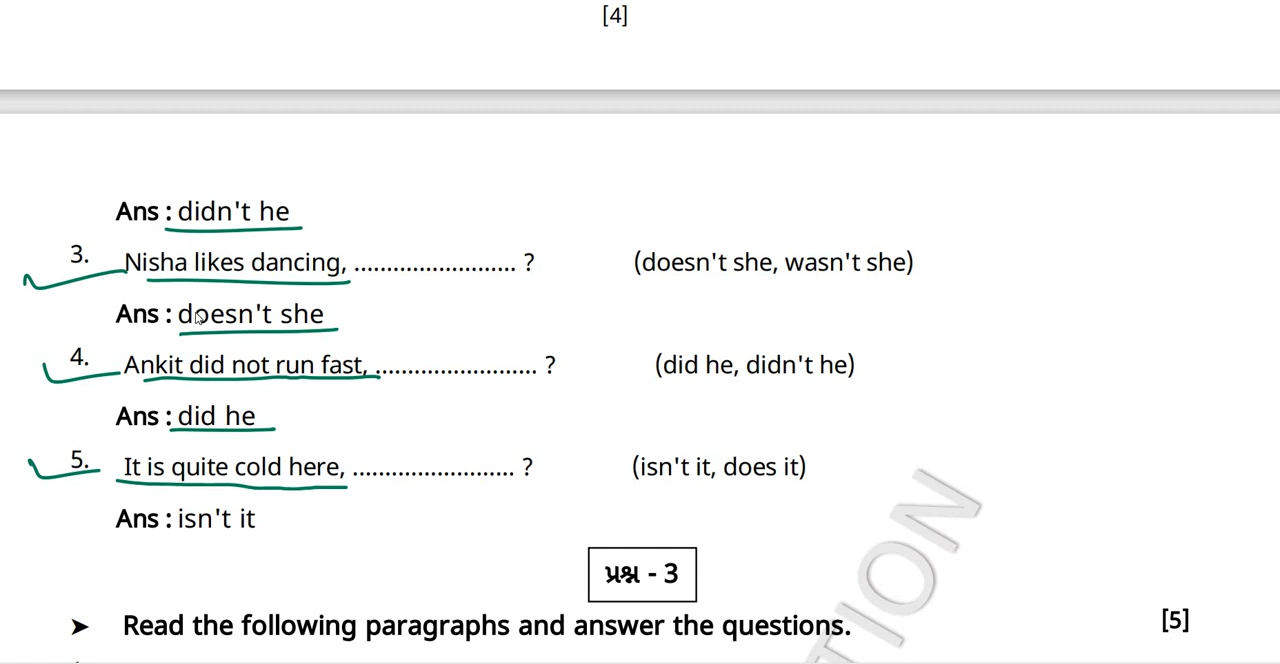 [4]
Ans : didn't he
3. Nisha likes dancing, ......................... ? (doesn't she, wasn't she)
Ans : doesn't she
4. Ankit did not run fast, ......................... ? (did he, didn't he)
Ans : did he
5. It is quite cold here, ......................... ? (isn't it, does it)
Ans : isn't it
પ્રશ્ન - 3
➤ Read the following paragraphs and answer the questions. [5]
TION